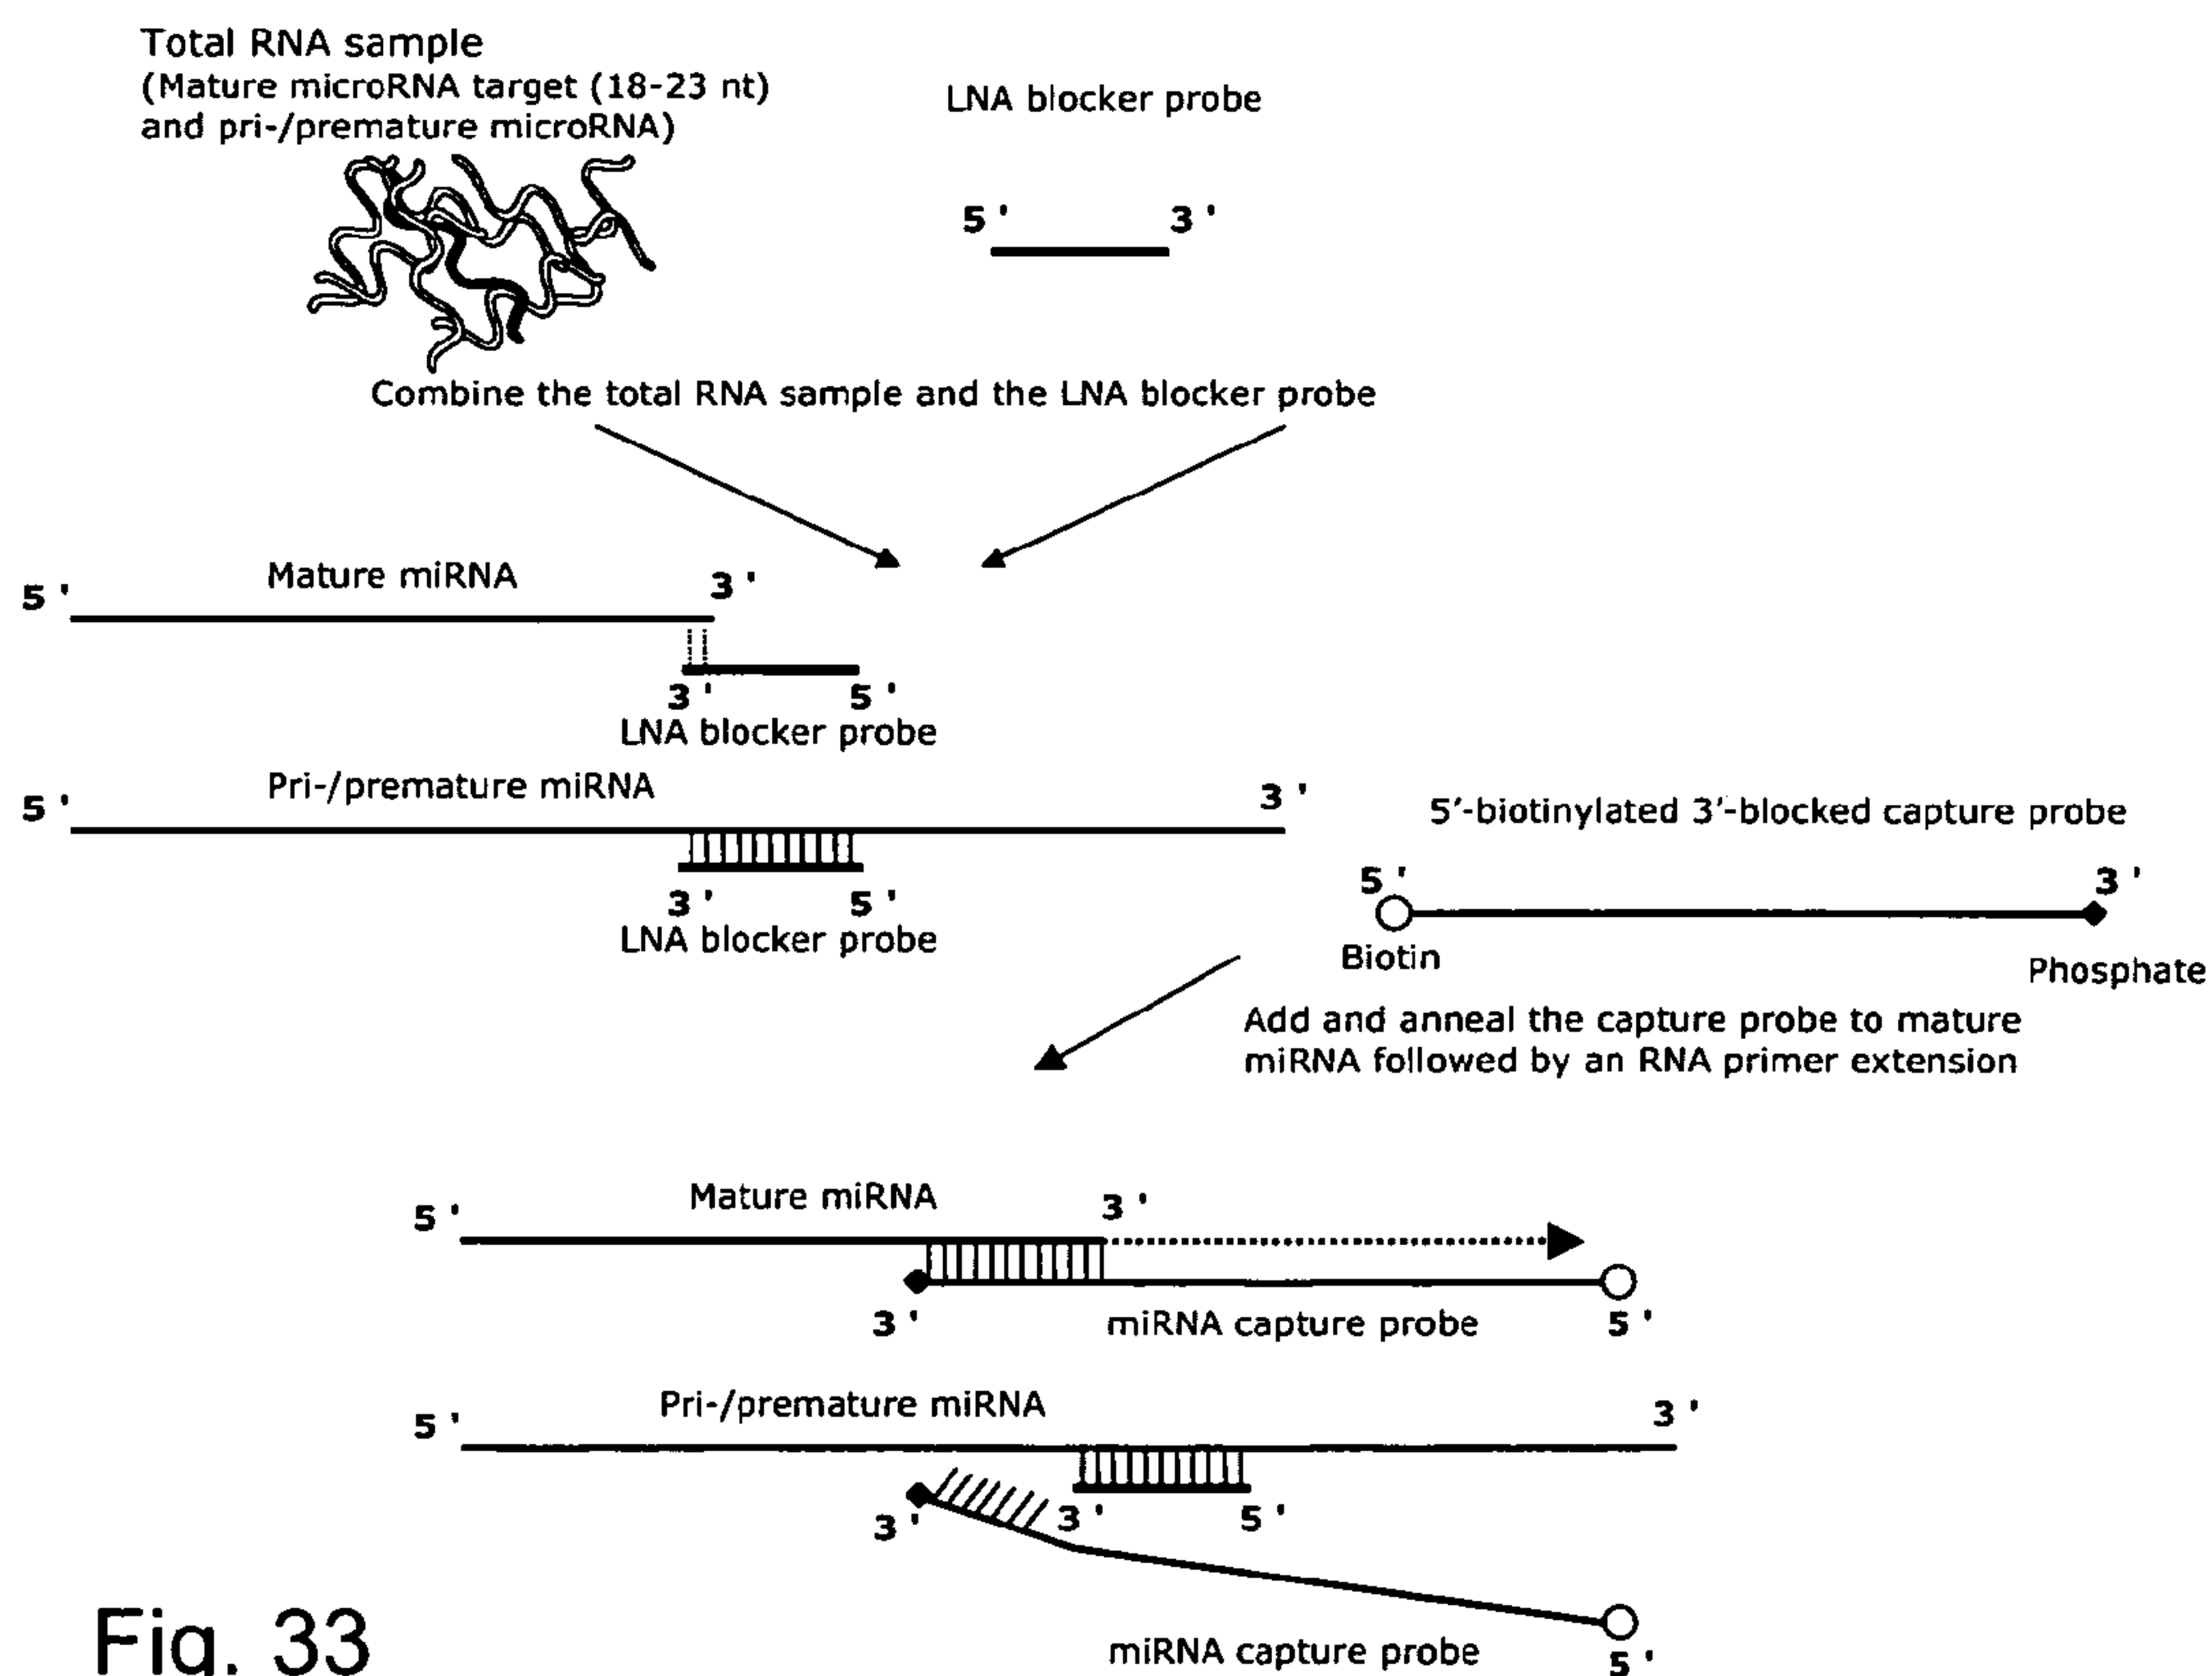 Total RNA sample
(Mature microRNA target (18-23 nt)
and pri-/premature microRNA)
LNA blocker probe
5 ' 3 '
Combine the total RNA sample and the LNA blocker probe
Mature miRNA
5 ' 3 '
3 ' 5 '
LNA blocker probe
Pri-/premature miRNA
5 ' 3 '
3 ' 5 '
LNA blocker probe
5’-biotinylated 3’-blocked capture probe
5 ' 3 '
Biotin
Phosphate
Add and anneal the capture probe to mature
miRNA followed by an RNA primer extension
Mature miRNA
5 ' 3 '
3 ' 5 '
miRNA capture probe
Pri-/premature miRNA
5 ' 3 '
3 ' 3 ' 5 '
miRNA capture probe
5 '
Fig. 33